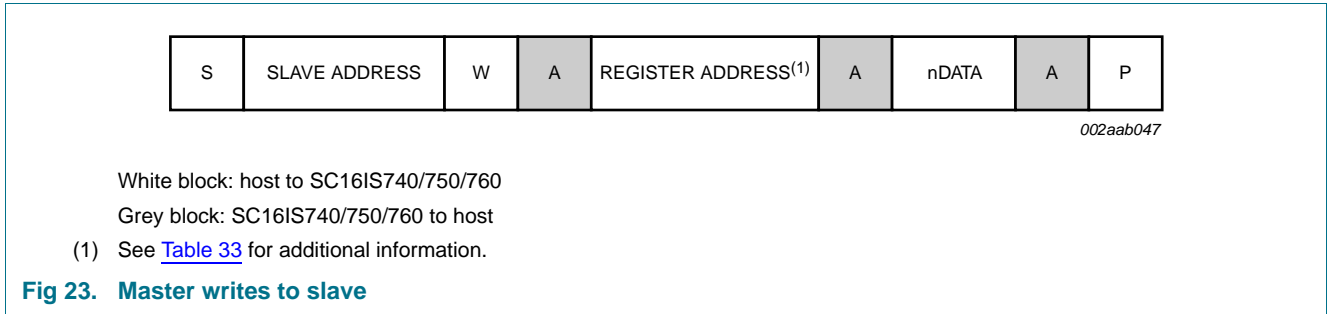 S SLAVE ADDRESS W A REGISTER ADDRESS(1) A nDATA A P
002aab047
White block: host to SC16IS740/750/760
Grey block: SC16IS740/750/760 to host
(1) See Table 33 for additional information.
Fig 23. Master writes to slave